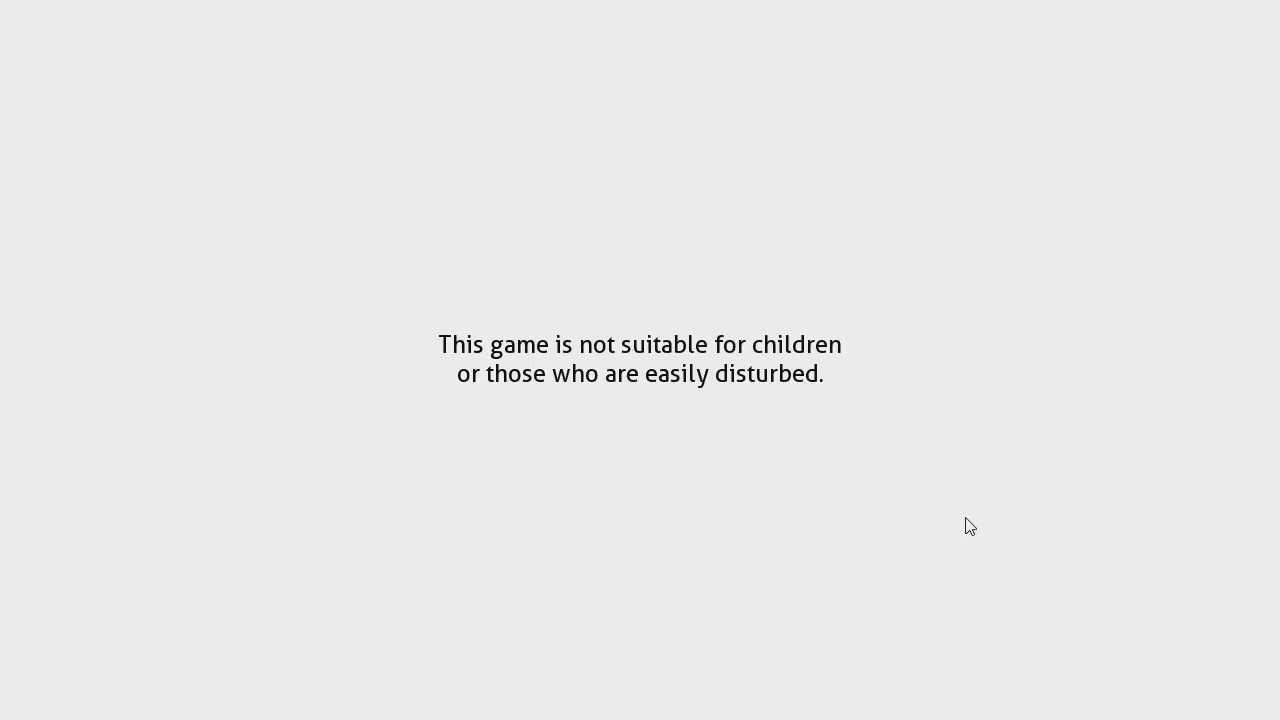 This game is not suitable for children
or those who are easily disturbed.